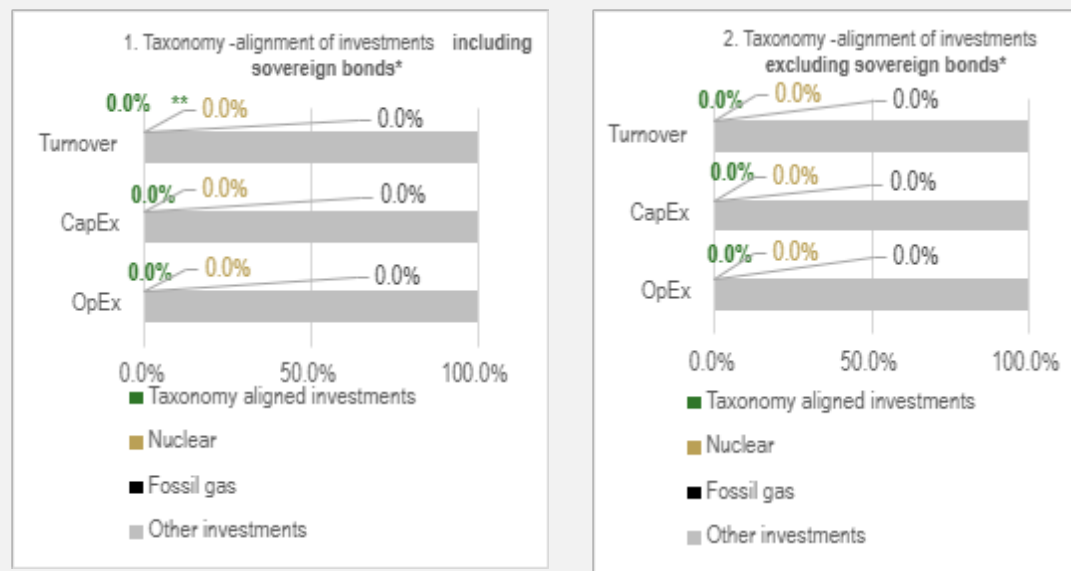 1. Taxonomy -alignment of investments including
sovereign bonds*
0.0% ** 0.0%
0.0%
Turnover
0.0% 0.0% 0.0%
CapEx
0.0% 0.0% 0.0%
OpEx
0.0% 50.0% 100.0%
Taxonomy aligned investments
Nuclear
Fossil gas
Other investments
2. Taxonomy -alignment of investments
excluding sovereign bonds*
0.0% 0.0% 0.0%
Turnover
0.0% 0.0% 0.0%
CapEx
0.0% 0.0% 0.0%
OpEx
0.0% 50.0% 100.0%
Taxonomy aligned investments
Nuclear
Fossil gas
Other investments